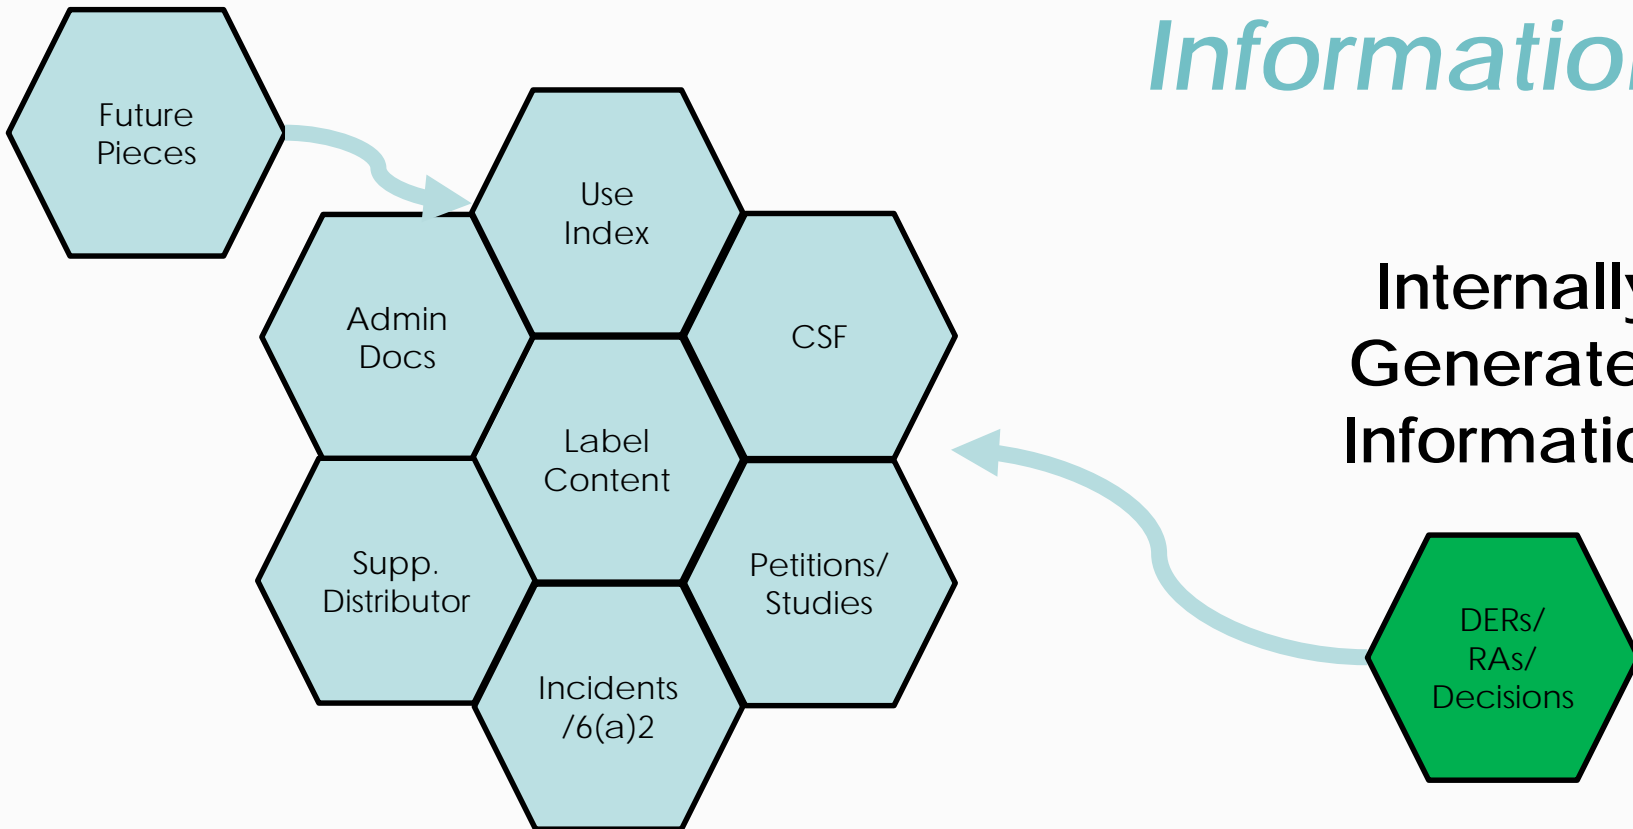 Information
Future
Pieces
Use
Index
Admin
Docs
CSF
Internally
Generate
Informatio
Label
Content
Supp.
Distributor
Petitions/
Studies
Incidents
/6(a)2
DERs/
RAs/
Decisions